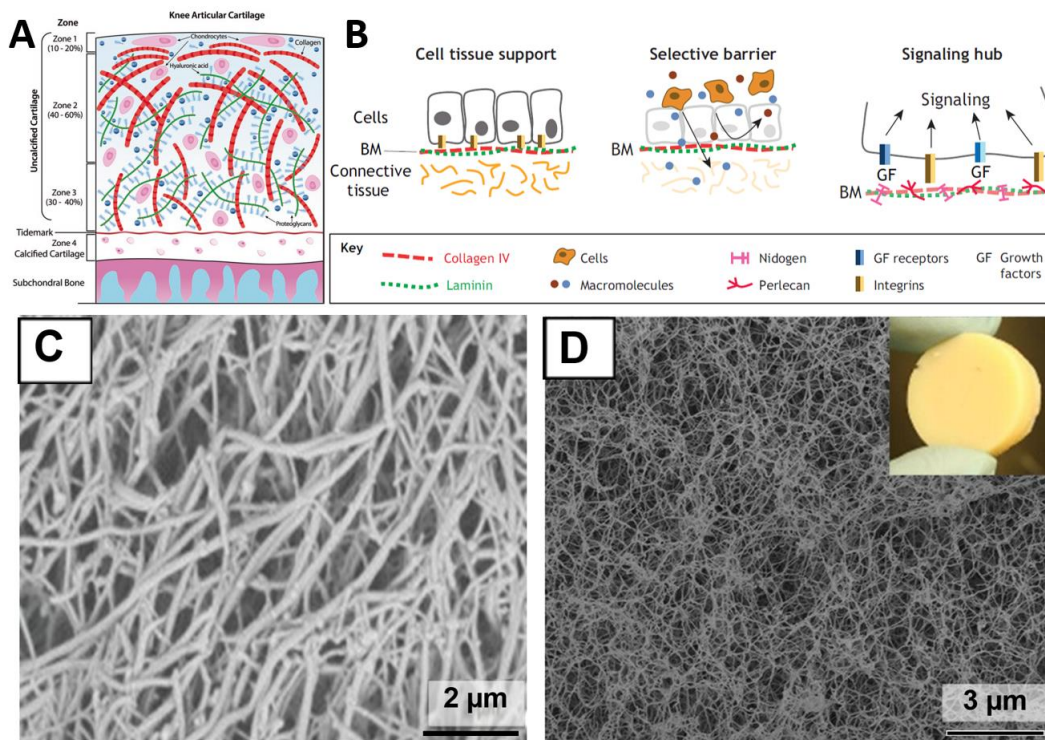 A
Knee Articular Cartilage
Zone
Zone 1
(10 - 20%)
Chondrocytes
Collagen
Hyaluronic acid
Uncalcified Cartilage
Zone 2
(40 - 60%)
Zone 3
(30 - 40%)
Proteoglycans
Tidemark
Zone 4
Calcified Cartilage
Subchondral Bone
B
Cell tissue support
Selective barrier
Signaling hub
Cells
BM
Connective
tissue
BM
Signaling
GF
GF
BM
Key
Collagen IV
Laminin
Cells
Macromolecules
Nidogen
Perlecan
GF receptors
Integrins
GF Growth
factors
C
2 µm
D
3 µm